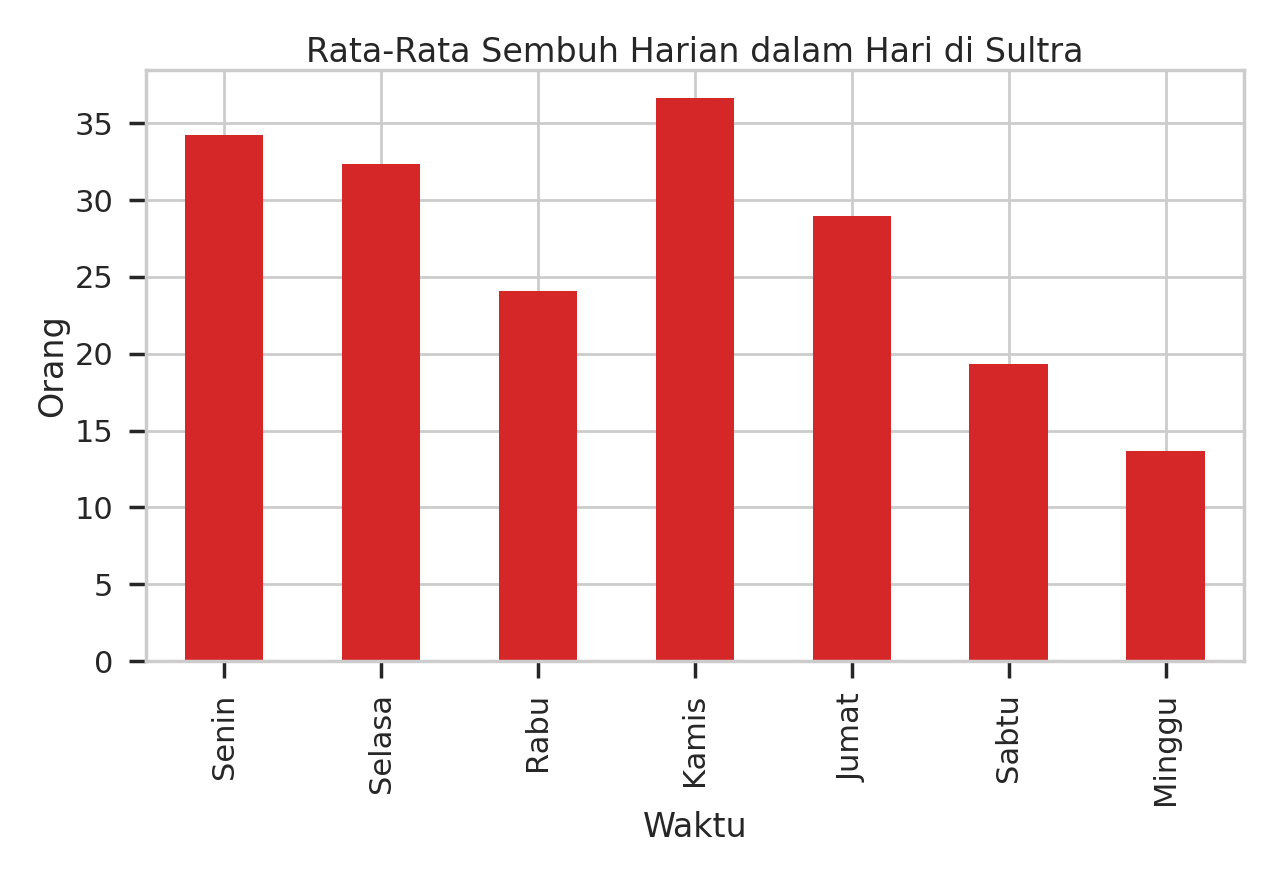 Rata-Rata Sembuh Harian dalam Hari di Sultra
Orang
35
30
25
20
15
10
5
0
Senin
Selasa
Rabu
Kamis
Jumat
Sabtu
Minggu
Waktu